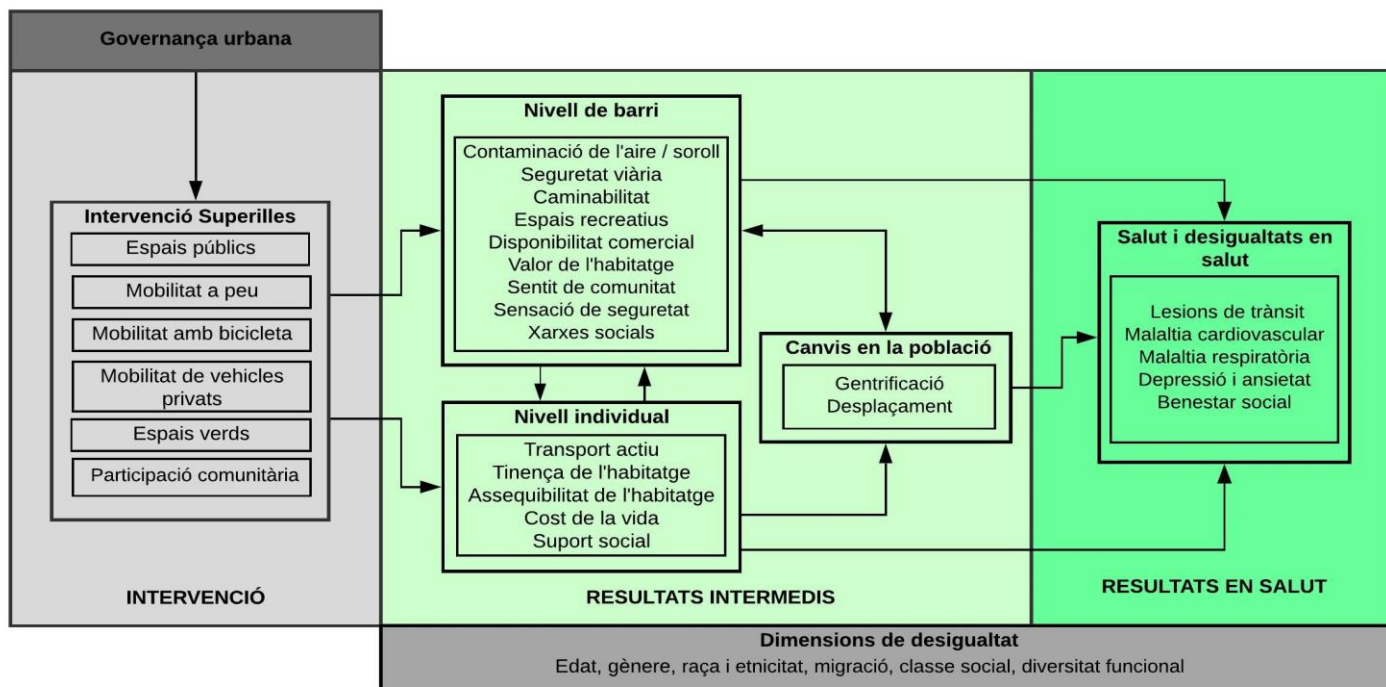 Governança urbana
Intervenció Superilles
Espais públics
Mobilitat a peu
Mobilitat amb bicicleta
Mobilitat de vehicles
privats
Espais verds
Participació comunitària
INTERVENCIÓ
Nivell de barri
Contaminació de l'aire / soroll
Seguretat viària
Caminabilitat
Espais recreatius
Disponibilitat comercial
Valor de l'habitatge
Sentit de comunitat
Sensació de seguretat
Xarxes socials
Nivell individual
Transport actiu
Tinença de l'habitatge
Assequibilitat de l'habitatge
Cost de la vida
Suport social
Canvis en la població
Gentrificació
Desplaçament
RESULTATS INTERMEDIS
Salut i desigualtats en
salut
Lesions de trànsit
Malaltia cardiovascular
Malaltia respiratòria
Depressió i ansietat
Benestar social
RESULTATS EN SALUT
Dimensions de desigualtat
Edat, gènere, raça i etnicitat, migració, classe social, diversitat funcional